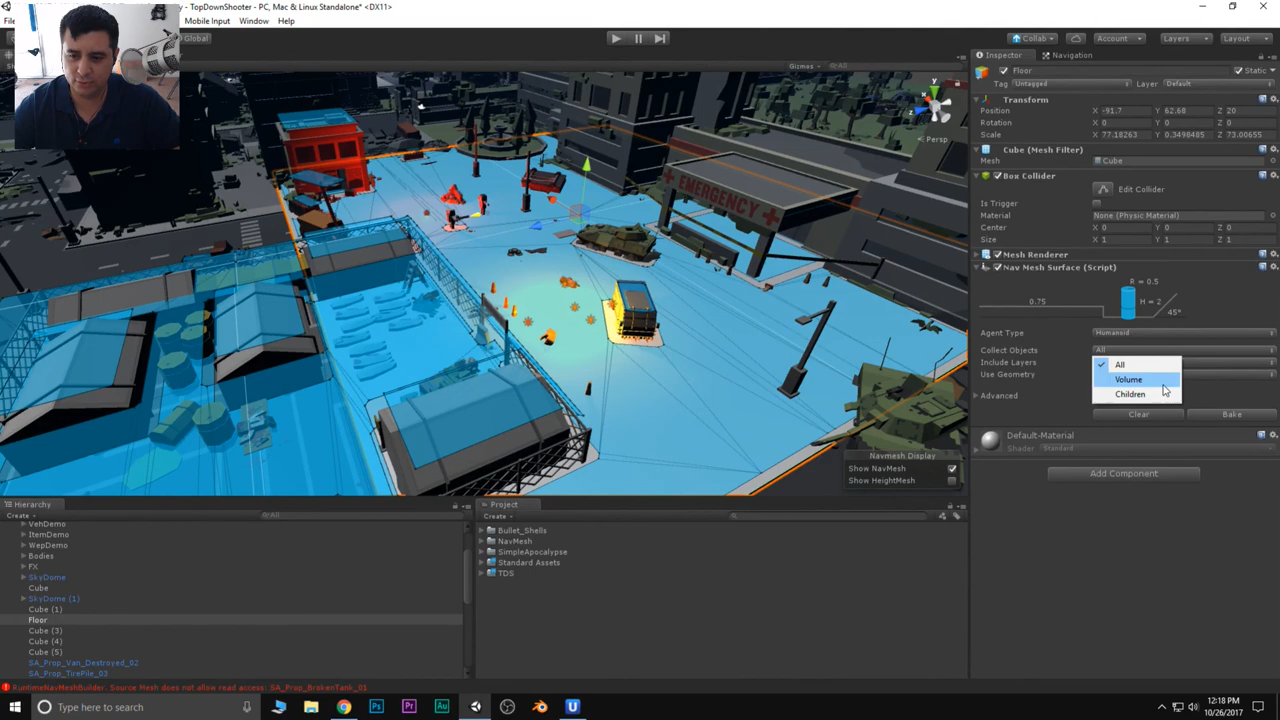 - TopDownShooter - PC, Mac & Linux Standalone* <DX11>
Mobile Input Window Help
Global
Collab Account Layers Layout
Gizmos All
y
x
z
Persp
EMERGENCY
Navmesh Display
Show NavMesh
Show HeightMesh
Inspector Navigation
Floor Static
Tag Untagged Layer Default
Transform
Position X -91.7 Y 62.68 Z 20
Rotation X 0 Y 0 Z 0
Scale X 77.18263 Y 0.3498485 Z 73.00655
Cube (Mesh Filter)
Mesh Cube
Box Collider
Edit Collider
Is Trigger
Material None (Physic Material)
Center X 0 Y 0 Z 0
Size X 1 Y 1 Z 1
Mesh Renderer
Nav Mesh Surface (Script)
R = 0.5
0.75 H = 2
45°
Agent Type Humanoid
Collect Objects All
Include Layers
Use Geometry
Advanced
All
Volume
Children
Clear Bake
Default-Material
Shader Standard
Add Component
Hierarchy
Create All
VehDemo
ItemDemo
WepDemo
Bodies
FX
SkyDome
Cube
SkyDome (1)
Cube (1)
Floor
Cube (3)
Cube (4)
Cube (5)
SA_Prop_Van_Destroyed_02
SA_Prop_TirePile_03
Project
Create
Bullet_Shells
NavMesh
SimpleApocalypse
Standard Assets
TDS
RuntimeNavMeshBuilder: Source Mesh does not allow read access: SA_Prop_BrokenTank_01
Type here to search
Ps Pr Au
12:18 PM
10/26/2017